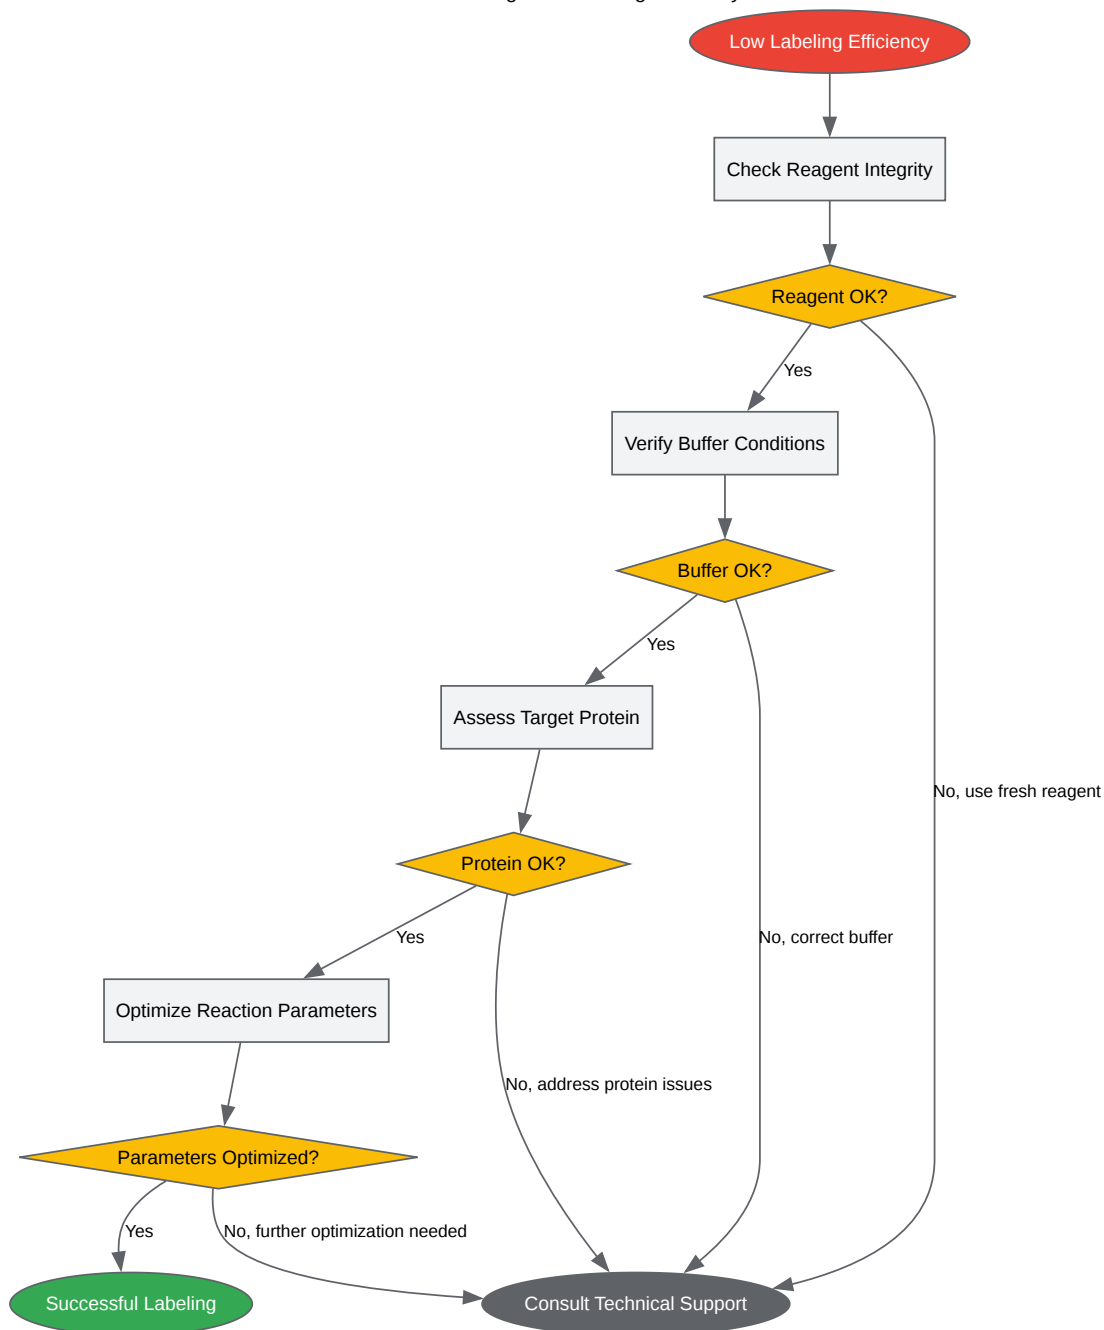 Low Labeling Efficiency
Check Reagent Integrity
Reagent OK?
Yes
Verify Buffer Conditions
Buffer OK?
Yes
Assess Target Protein
No, use fresh reagent
Protein OK?
Yes
No, correct buffer
Optimize Reaction Parameters
No, address protein issues
Parameters Optimized?
Yes
No, further optimization needed
Successful Labeling
Consult Technical Support